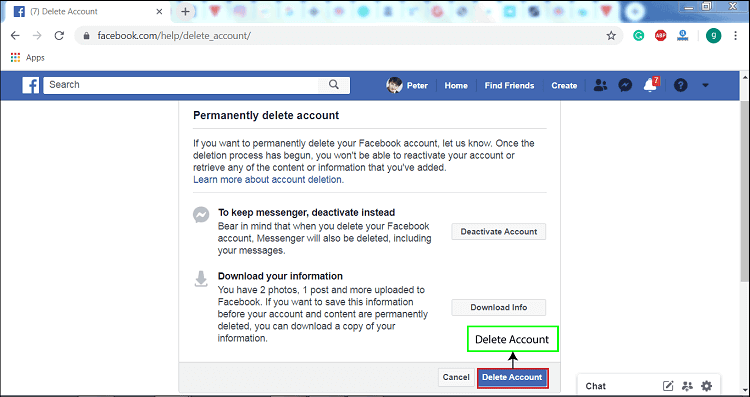 (7) Delete Account
facebook.com/help/delete_account/
ABP
g
Apps
f
Search
Peter
Home
Find Friends
Create
7
?
Permanently delete account
If you want to permanently delete your Facebook account, let us know. Once the
deletion process has begun, you won't be able to reactivate your account or
retrieve any of the content or information that you've added.
Learn more about account deletion.
To keep messenger, deactivate instead
Bear in mind that when you delete your Facebook
account, Messenger will also be deleted, including
your messages.
Deactivate Account
Download your information
You have 2 photos, 1 post and more uploaded to
Facebook. If you want to save this information
before your account and content are permanently
deleted, you can download a copy of your
information.
Download Info
Delete Account
Cancel
Delete Account
Chat